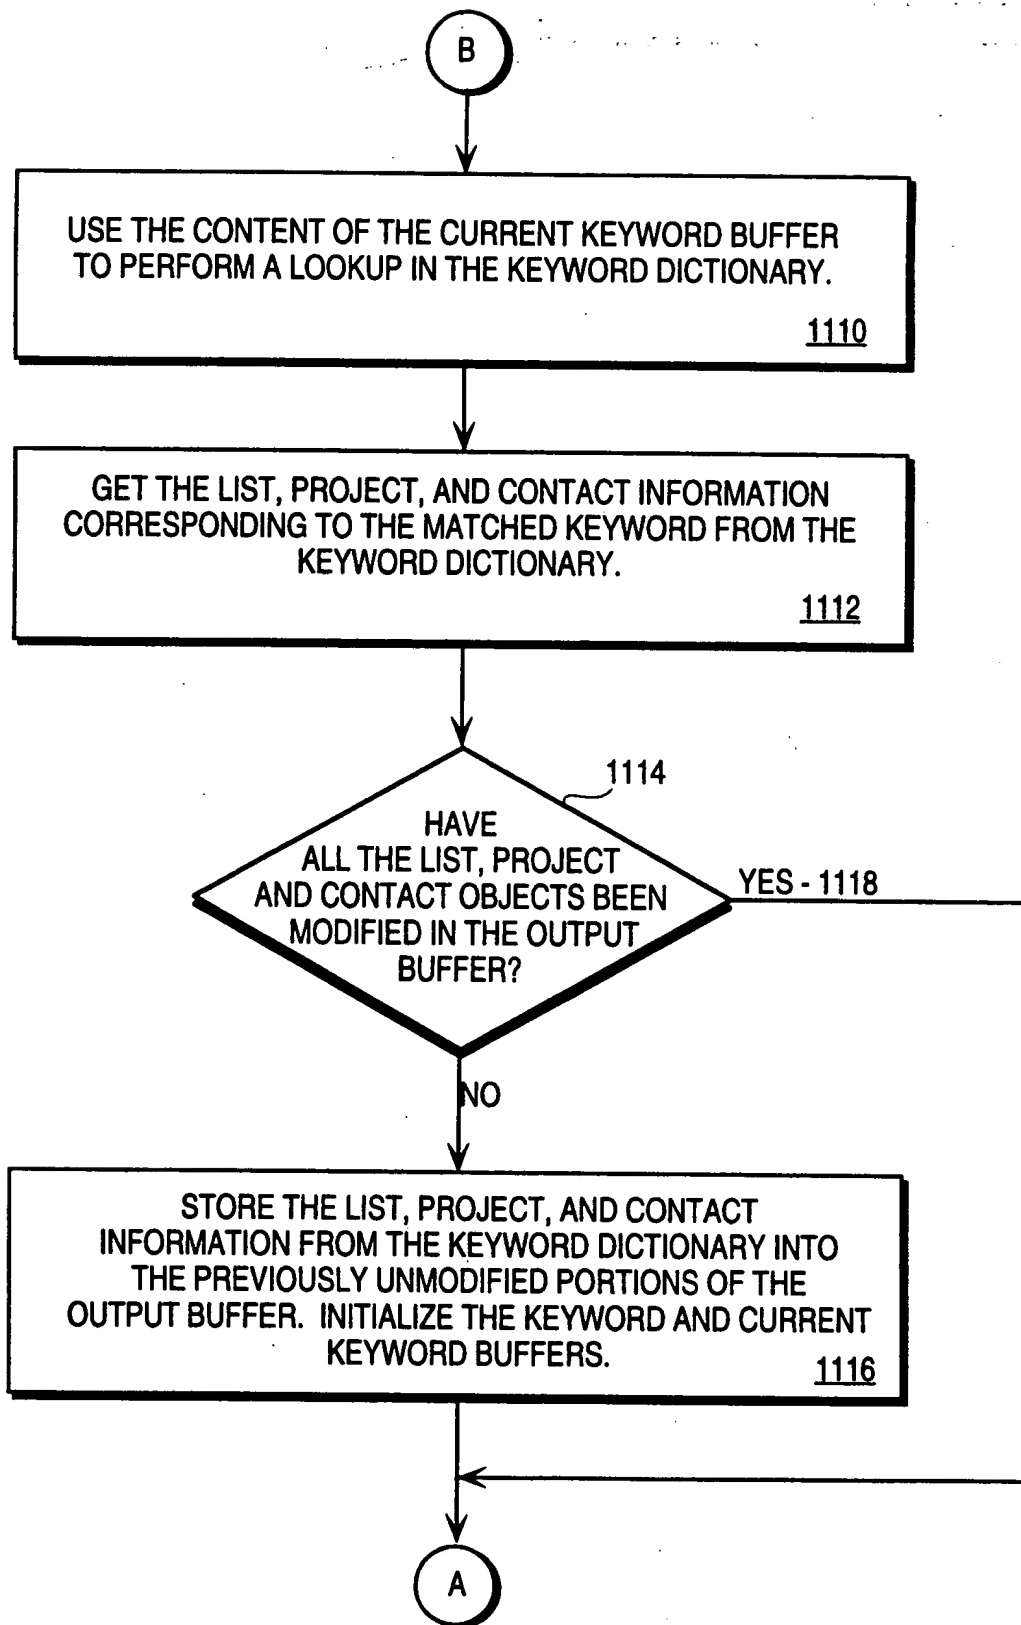 B
USE THE CONTENT OF THE CURRENT KEYWORD BUFFER
TO PERFORM A LOOKUP IN THE KEYWORD DICTIONARY.
1110
GET THE LIST, PROJECT, AND CONTACT INFORMATION
CORRESPONDING TO THE MATCHED KEYWORD FROM THE
KEYWORD DICTIONARY.
1112
1114
HAVE
ALL THE LIST, PROJECT
AND CONTACT OBJECTS BEEN
MODIFIED IN THE OUTPUT
BUFFER?
YES - 1118
NO
STORE THE LIST, PROJECT, AND CONTACT
INFORMATION FROM THE KEYWORD DICTIONARY INTO
THE PREVIOUSLY UNMODIFIED PORTIONS OF THE
OUTPUT BUFFER. INITIALIZE THE KEYWORD AND CURRENT
KEYWORD BUFFERS.
1116
A